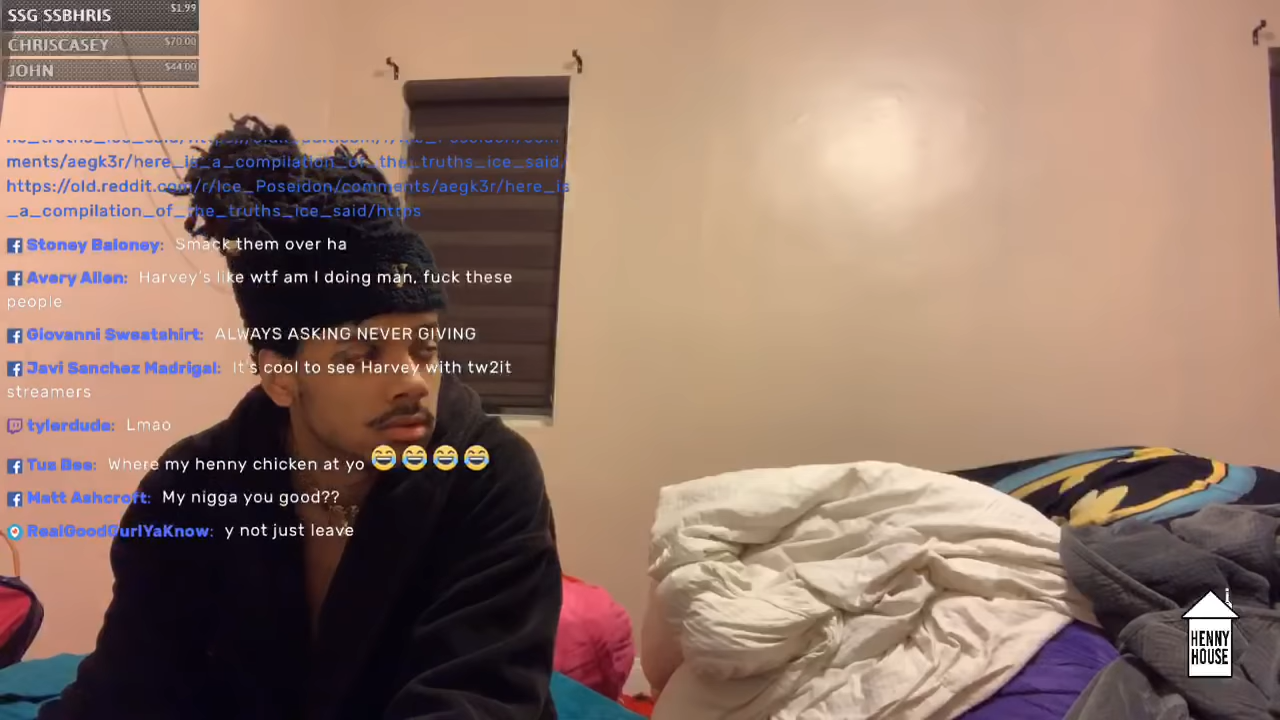 SSG SSBHRIS $1.99
CHRISCASEY $70.00
JOHN $44.00
ments/aegk3r/here_is_a_compilation_of_the_truths_ice_said/
https://old.reddit.com/r/Ice_Poseidon/comments/aegk3r/here_is
_a_compilation_of_the_truths_ice_said/https
Stoney Baloney: Smack them over ha
Avery Allen: Harvey's like wtf am I doing man, fuck these
people
Giovanni Sweatshirt: ALWAYS ASKING NEVER GIVING
Javi Sanchez Madrigal: It's cool to see Harvey with tw2it
streamers
tylerduda: Lmao
Tus Dee: Where my henny chicken at yo 😂😂😂😂
Matt Ashcroft: My nigga you good??
RealGoodGurlYaKnow: y not just leave
HENNY
HOUSE